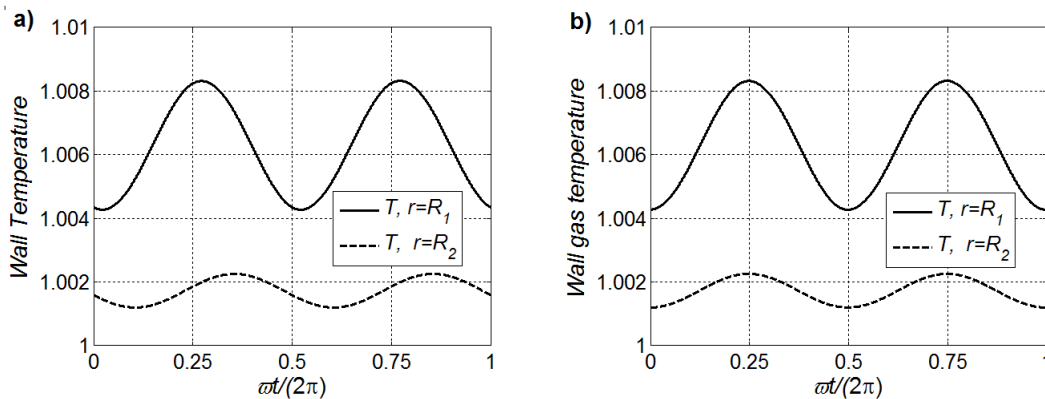 a)
1.01
1.008
1.006
1.004
1.002
1
Wall Temperature
T, r=R₁
T, r=R₂
0 0.25 0.5 0.75 1
ϖt/(2π)
b)
1.01
1.008
1.006
1.004
1.002
1
Wall gas temperature
T, r=R₁
T, r=R₂
0 0.25 0.5 0.75 1
ϖt/(2π)